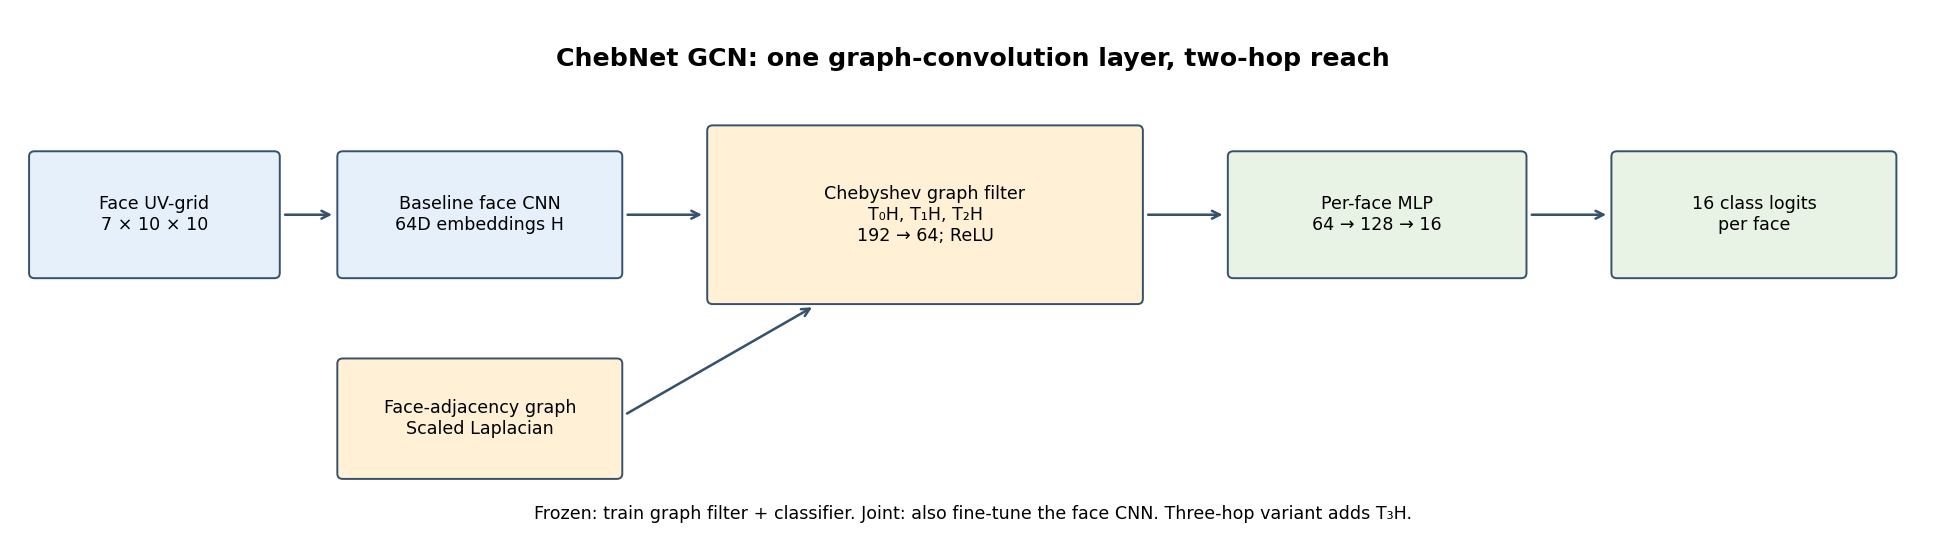 ChebNet GCN: one graph-convolution layer, two-hop reach
Face UV-grid
7 × 10 × 10
Baseline face CNN
64D embeddings H
Chebyshev graph filter
T₀H, T₁H, T₂H
192 → 64; ReLU
Per-face MLP
64 → 128 → 16
16 class logits
per face
Face-adjacency graph
Scaled Laplacian
Frozen: train graph filter + classifier. Joint: also fine-tune the face CNN. Three-hop variant adds T₃H.